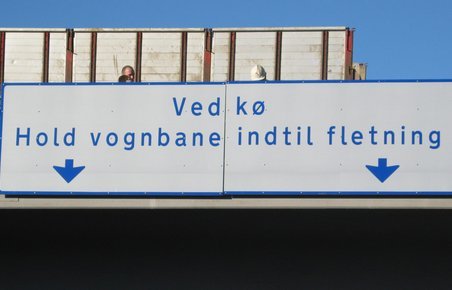 Ved kø
Hold vognbane indtil fletning